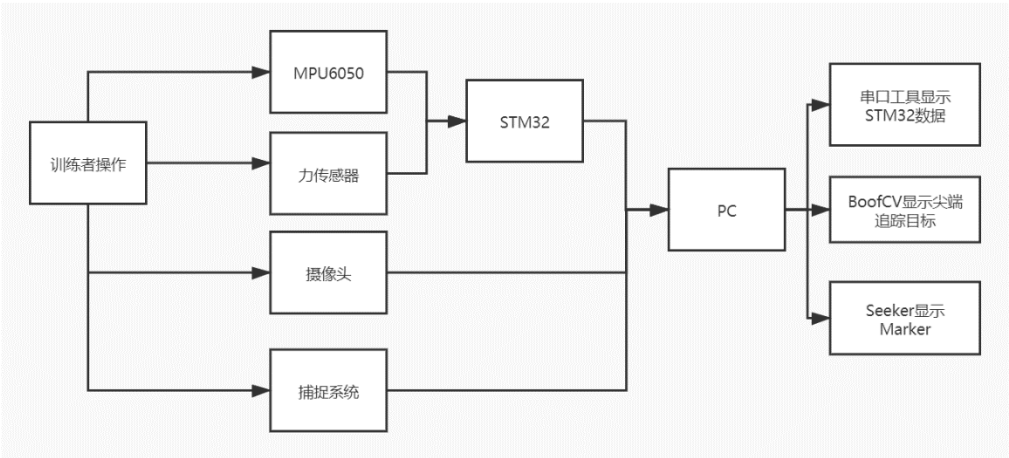 训练者操作
MPU6050
力传感器
摄像头
捕捉系统
STM32
PC
串口工具显示
STM32数据
BoofCV显示尖端
追踪目标
Seeker显示
Marker